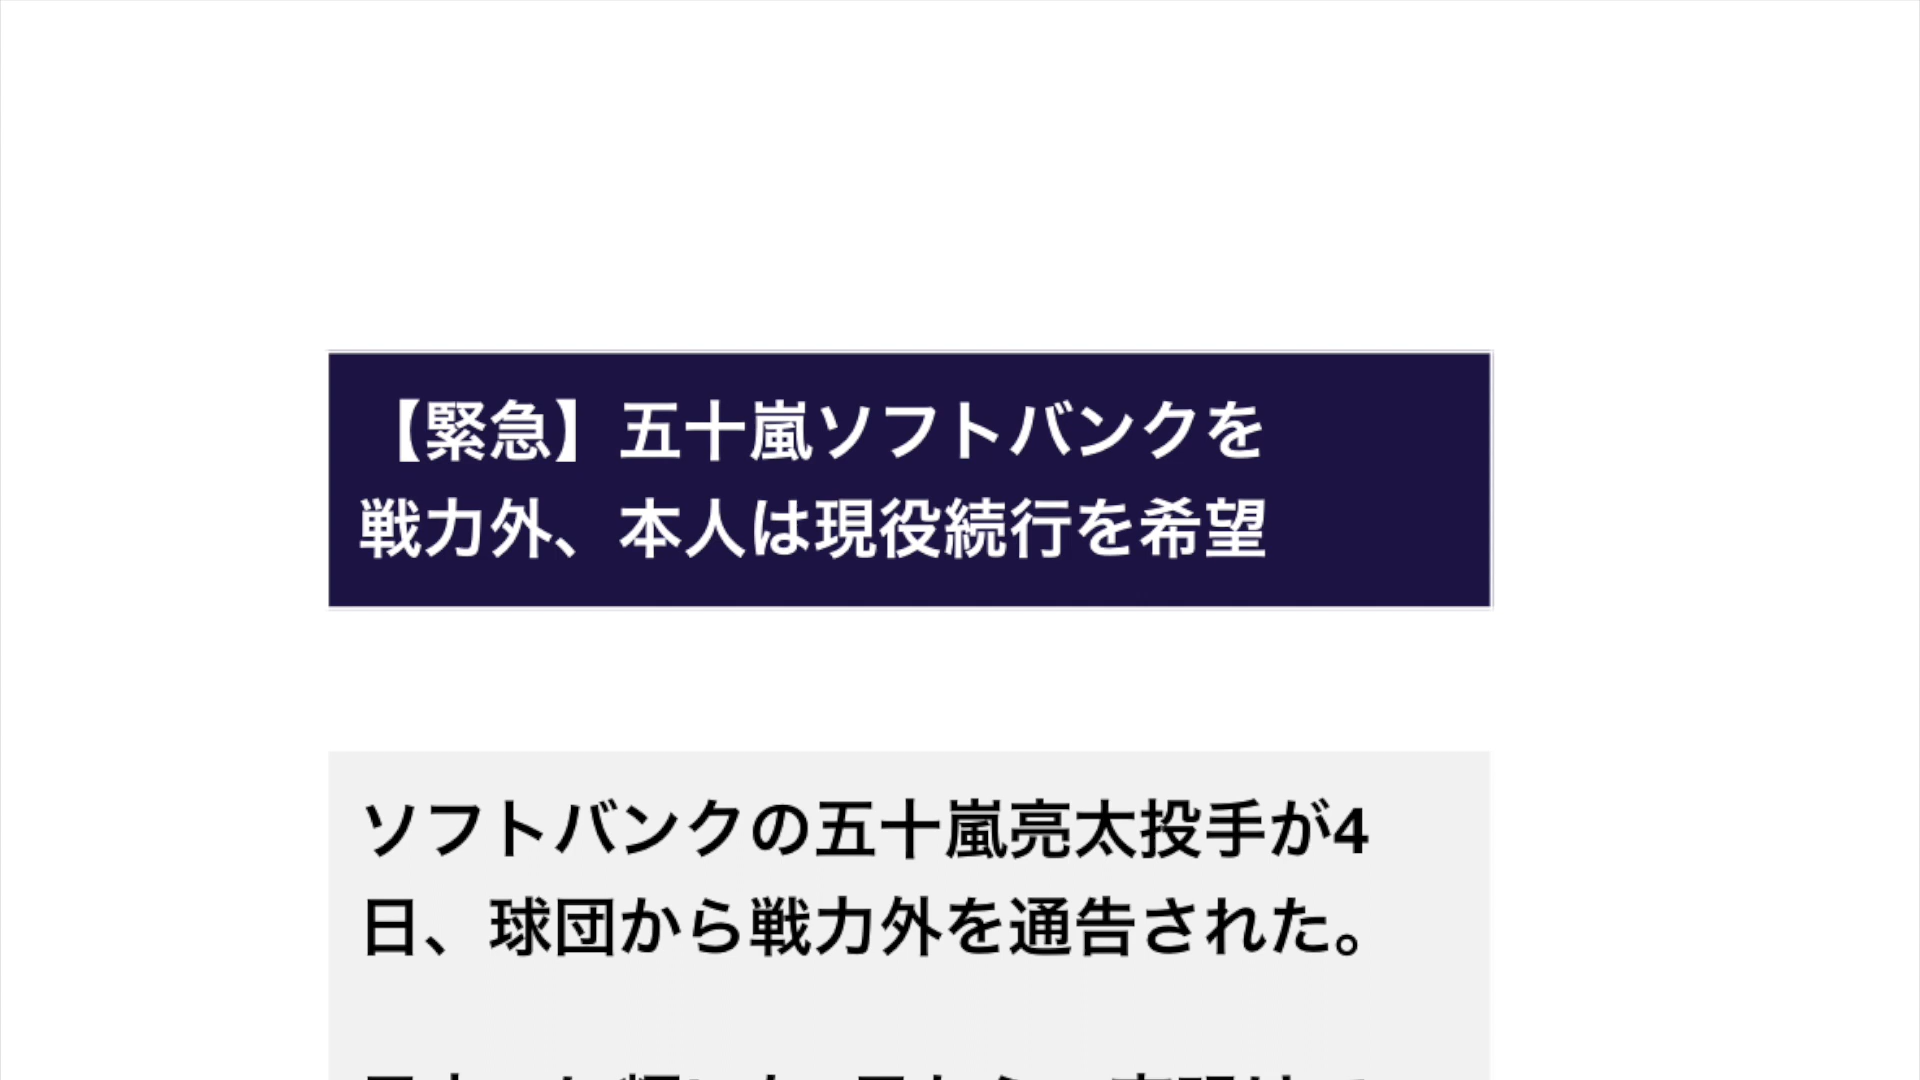 【緊急】五十嵐ソフトバンクを
戦力外、本人は現役続行を希望
ソフトバンクの五十嵐亮太投手が4
日、球団から戦力外を通告された。